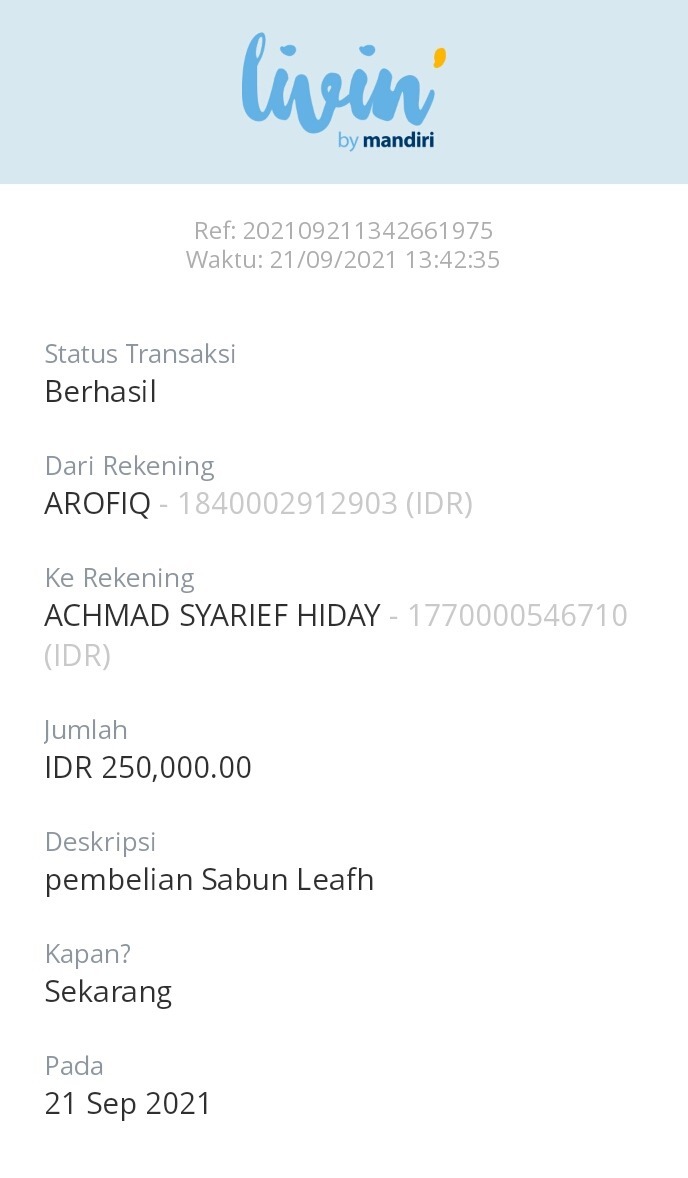 livin'
by mandiri
Ref: 202109211342661975
Waktu: 21/09/2021 13:42:35
Status Transaksi
Berhasil
Dari Rekening
AROFIQ - 1840002912903 (IDR)
Ke Rekening
ACHMAD SYARIEF HIDAY - 1770000546710
(IDR)
Jumlah
IDR 250,000.00
Deskripsi
pembelian Sabun Leafh
Kapan?
Sekarang
Pada
21 Sep 2021